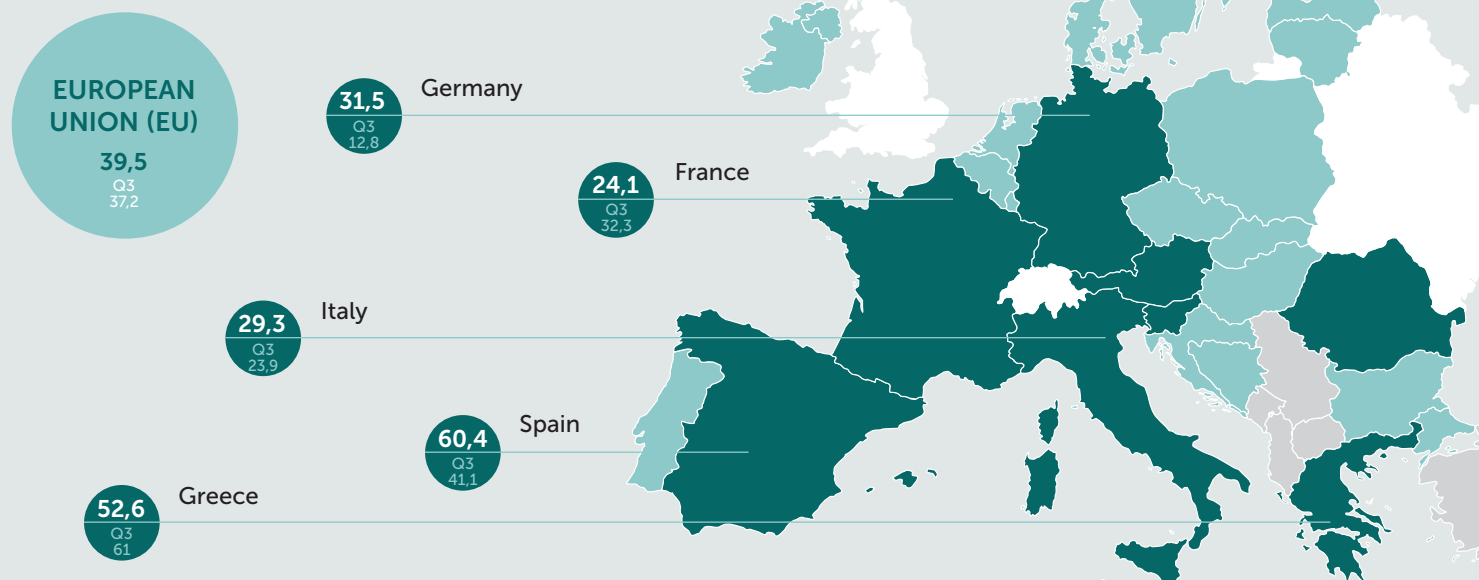 EUROPEAN
UNION (EU)
39,5
Q3
37,2
Germany
31,5
Q3
12,8
France
24,1
Q3
32,3
Italy
29,3
Q3
23,9
Spain
60,4
Q3
41,1
Greece
52,6
Q3
61